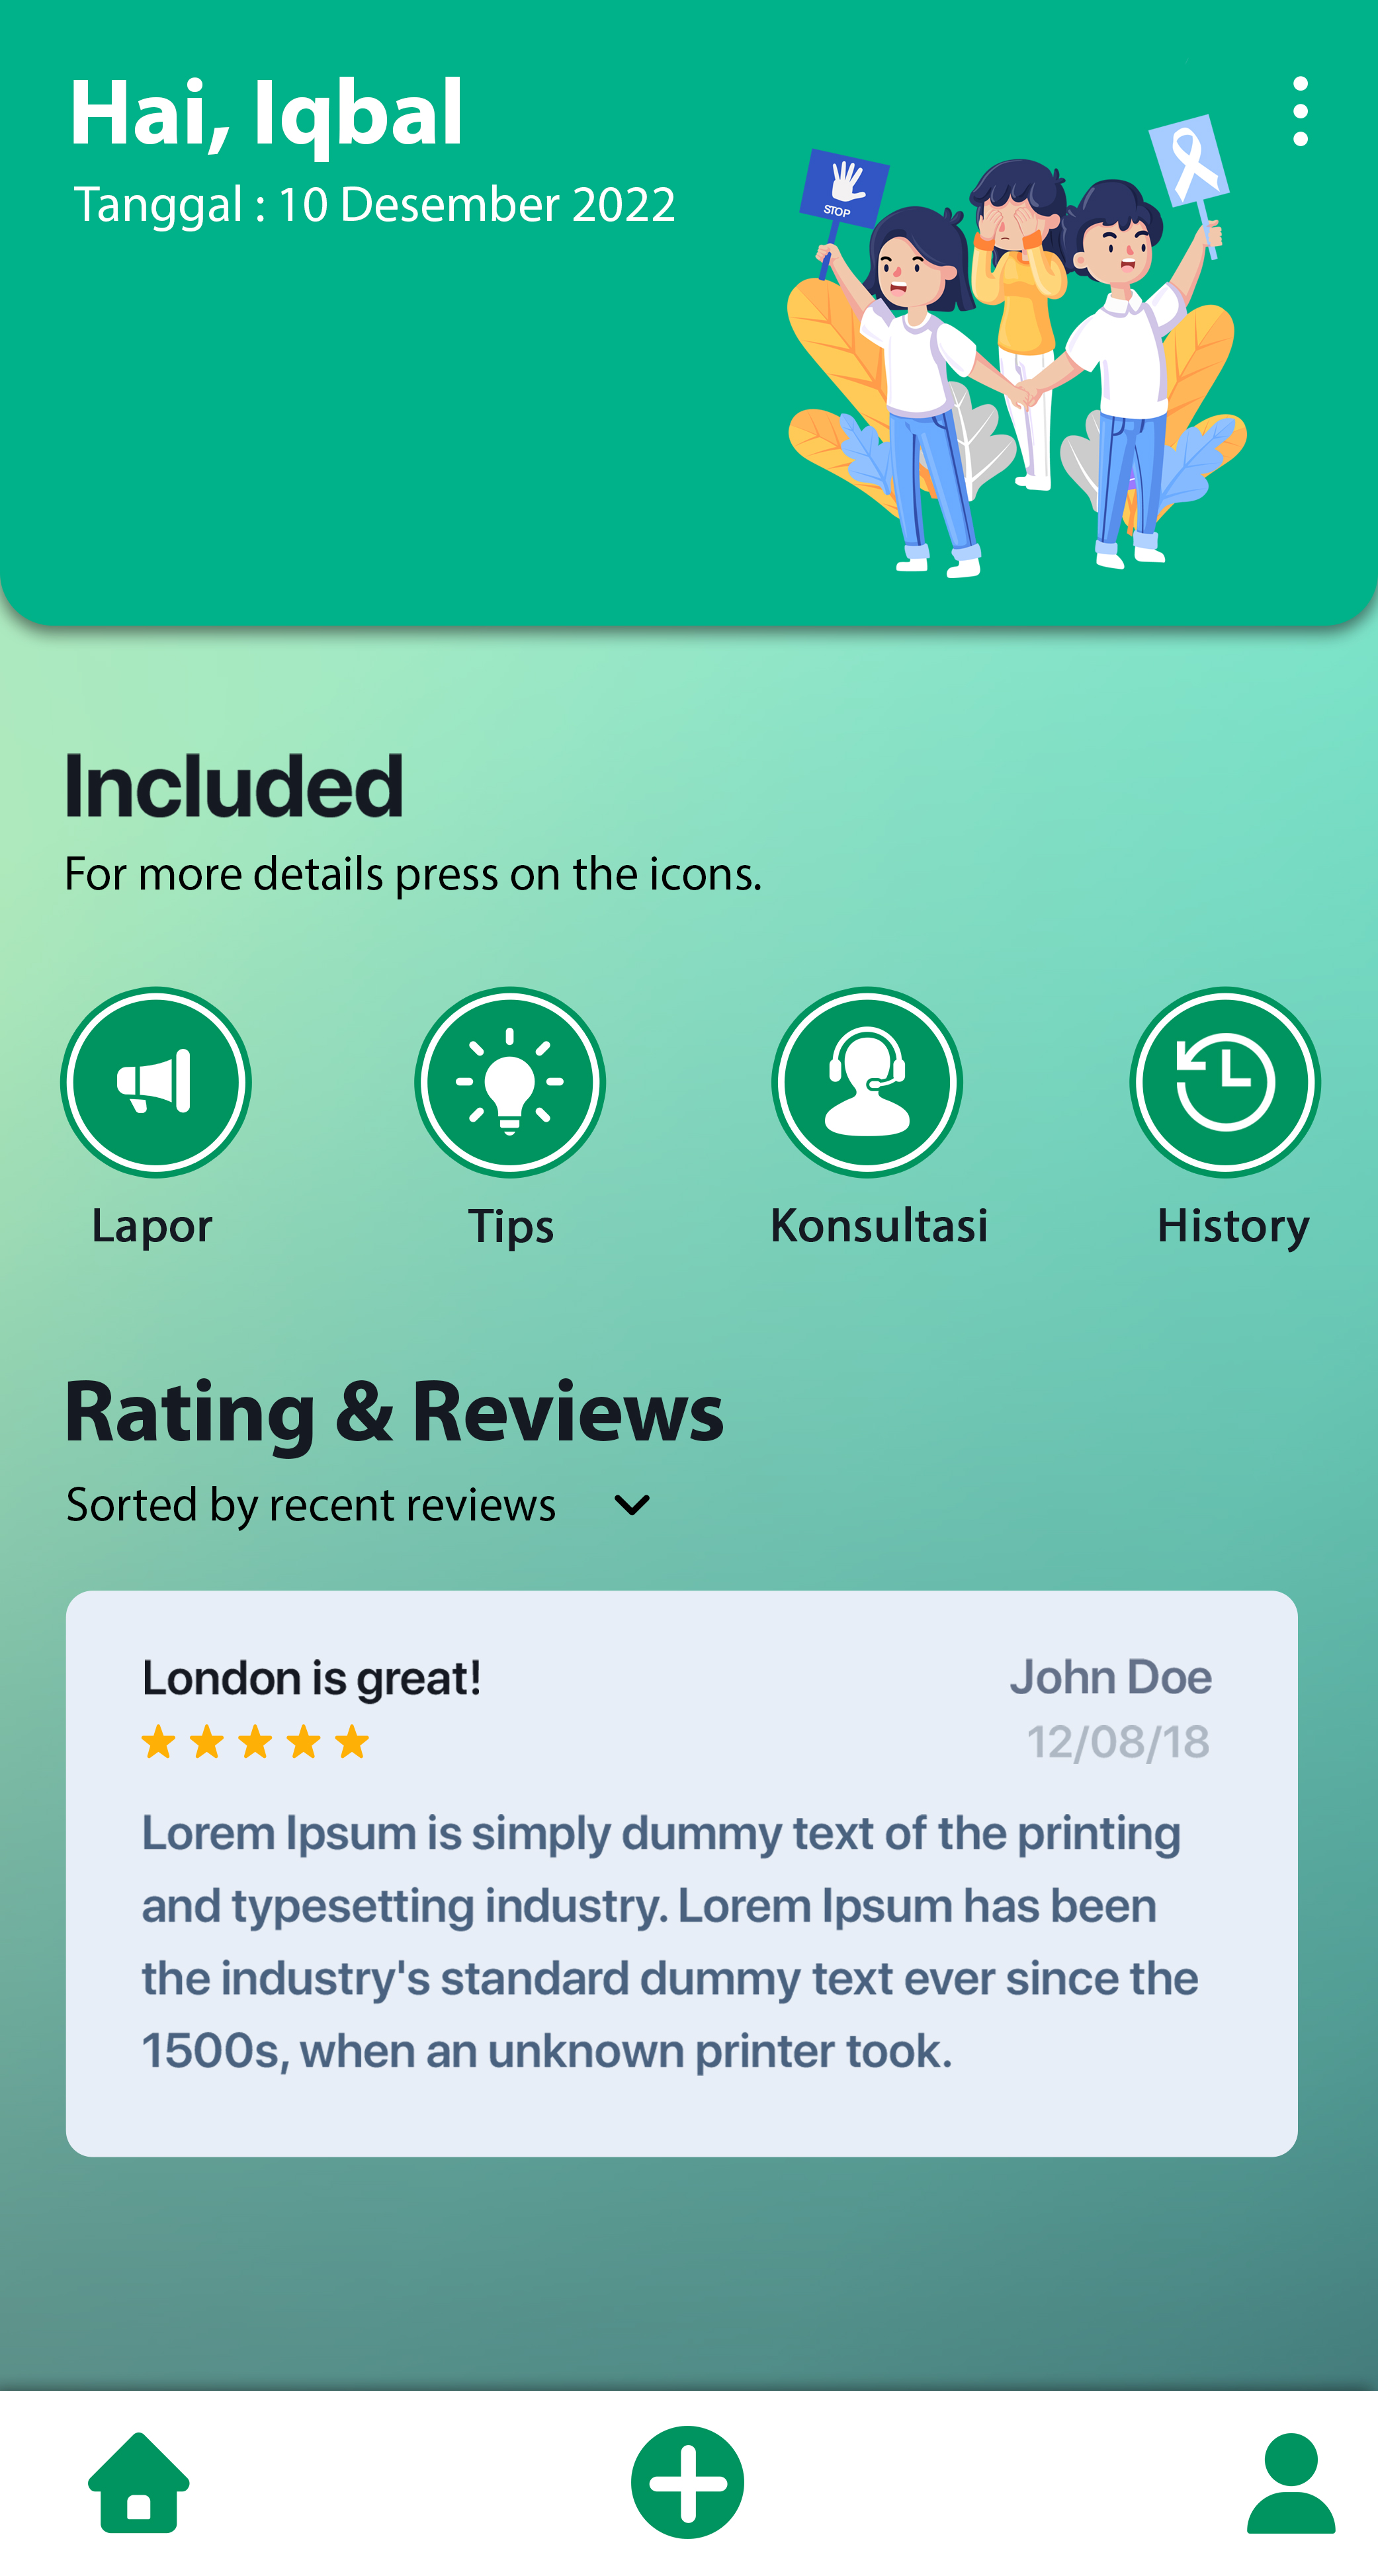 Hai, Iqbal
Tanggal : 10 Desember 2022
STOP
Included
For more details press on the icons.
Lapor
Tips
Konsultasi
History
Rating & Reviews
Sorted by recent reviews
London is great!
John Doe
12/08/18
Lorem Ipsum is simply dummy text of the printing
and typesetting industry. Lorem Ipsum has been
the industry's standard dummy text ever since the
1500s, when an unknown printer took.